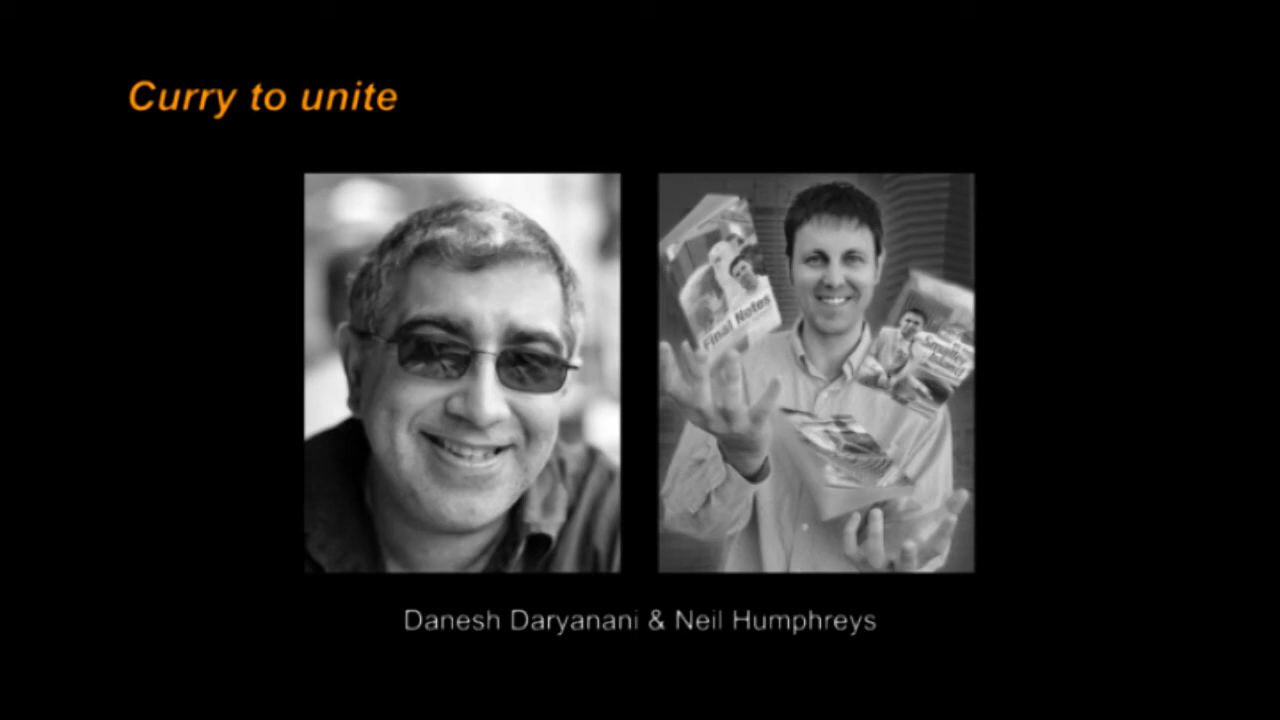 Curry to unite
Final Notes
Danesh Daryanani & Neil Humphreys